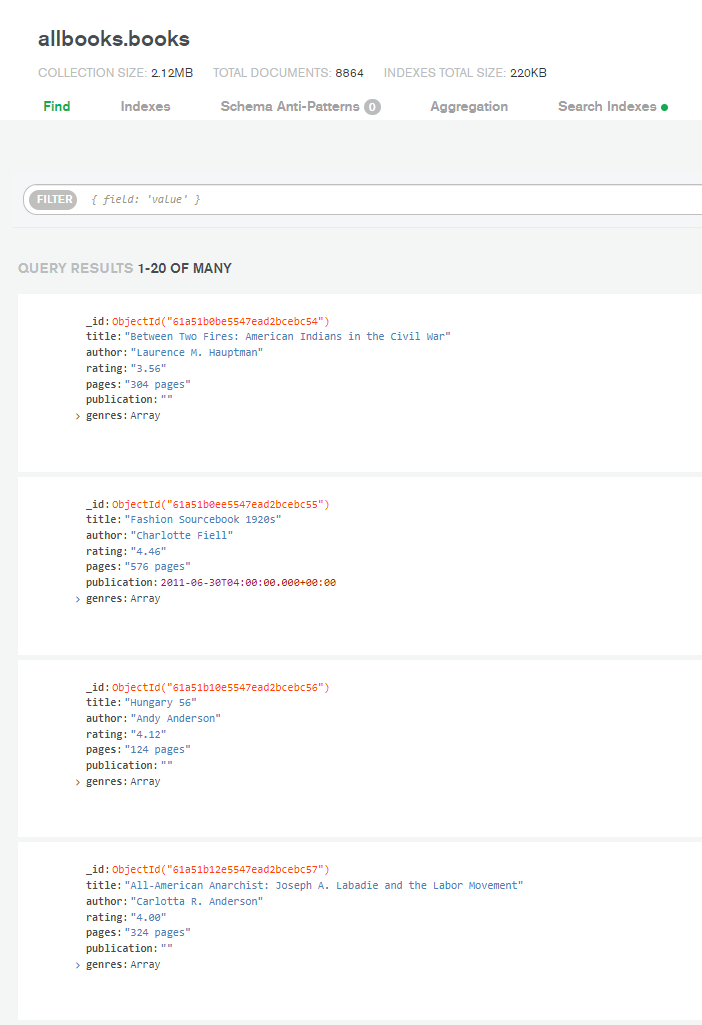 allbooks.books
COLLECTION SIZE: 2.12MB TOTAL DOCUMENTS: 8864 INDEXES TOTAL SIZE: 220KB
Find Indexes Schema Anti-Patterns 0 Aggregation Search Indexes
FILTER { field: 'value' }
QUERY RESULTS 1-20 OF MANY
_id: ObjectId("61a51b0be5547ead2bcebc54")
title: "Between Two Fires: American Indians in the Civil War"
author: "Laurence M. Hauptman"
rating: "3.56"
pages: "304 pages"
publication: ""
> genres: Array
_id: ObjectId("61a51b0ee5547ead2bcebc55")
title: "Fashion Sourcebook 1920s"
author: "Charlotte Fiell"
rating: "4.46"
pages: "576 pages"
publication: 2011-06-30T04:00:00.000+00:00
> genres: Array
_id: ObjectId("61a51b10e5547ead2bcebc56")
title: "Hungary 56"
author: "Andy Anderson"
rating: "4.12"
pages: "124 pages"
publication: ""
> genres: Array
_id: ObjectId("61a51b12e5547ead2bcebc57")
title: "All-American Anarchist: Joseph A. Labadie and the Labor Movement"
author: "Carlotta R. Anderson"
rating: "4.00"
pages: "324 pages"
publication: ""
> genres: Array